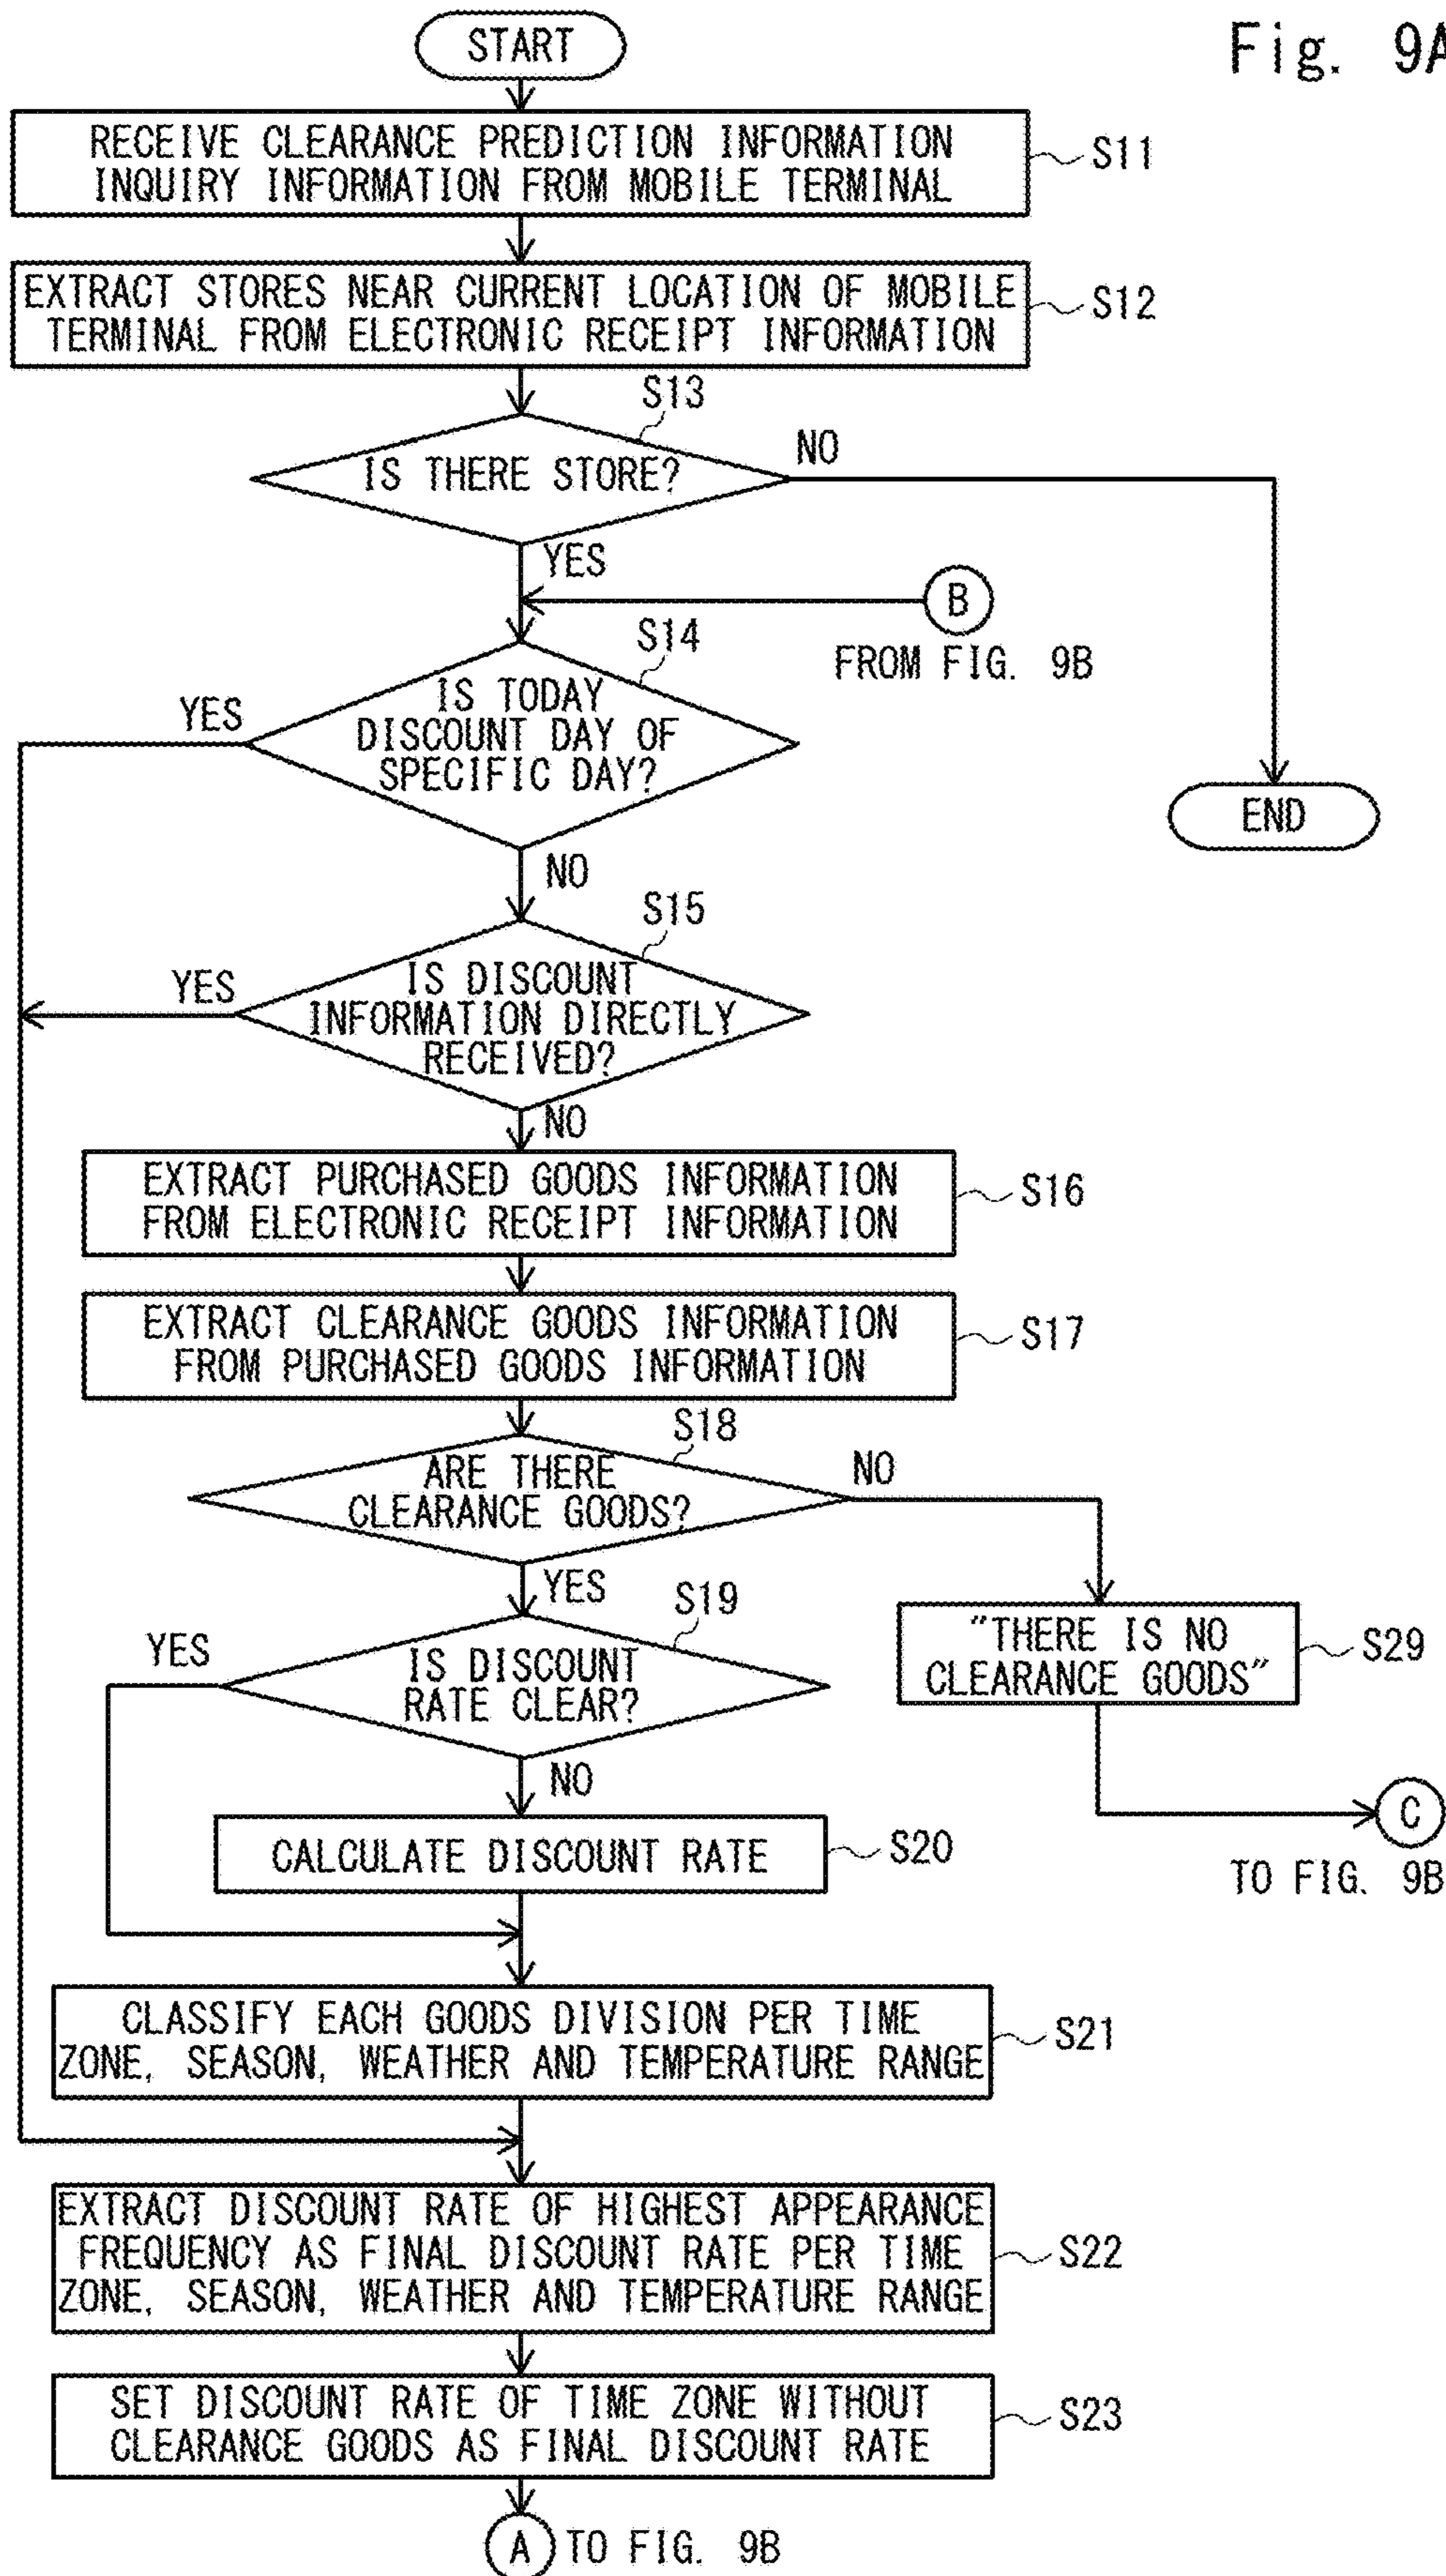 Fig. 9A
START
RECEIVE CLEARANCE PREDICTION INFORMATION
INQUIRY INFORMATION FROM MOBILE TERMINAL
S11
EXTRACT STORES NEAR CURRENT LOCATION OF MOBILE
TERMINAL FROM ELECTRONIC RECEIPT INFORMATION
S12
S13
IS THERE STORE?
NO
YES
B
FROM FIG. 9B
S14
IS TODAY
DISCOUNT DAY OF
SPECIFIC DAY?
YES
NO
END
S15
IS DISCOUNT
INFORMATION DIRECTLY
RECEIVED?
YES
NO
EXTRACT PURCHASED GOODS INFORMATION
FROM ELECTRONIC RECEIPT INFORMATION
S16
EXTRACT CLEARANCE GOODS INFORMATION
FROM PURCHASED GOODS INFORMATION
S17
S18
ARE THERE
CLEARANCE GOODS?
NO
YES
S19
IS DISCOUNT
RATE CLEAR?
YES
NO
"THERE IS NO
CLEARANCE GOODS"
S29
C
TO FIG. 9B
CALCULATE DISCOUNT RATE
S20
CLASSIFY EACH GOODS DIVISION PER TIME
ZONE, SEASON, WEATHER AND TEMPERATURE RANGE
S21
EXTRACT DISCOUNT RATE OF HIGHEST APPEARANCE
FREQUENCY AS FINAL DISCOUNT RATE PER TIME
ZONE, SEASON, WEATHER AND TEMPERATURE RANGE
S22
SET DISCOUNT RATE OF TIME ZONE WITHOUT
CLEARANCE GOODS AS FINAL DISCOUNT RATE
S23
A
TO FIG. 9B